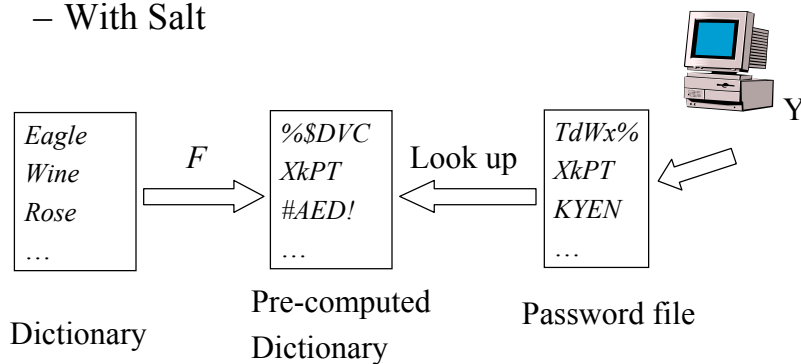 – With Salt
Y
Eagle
Wine
Rose
…
F
%$DVC
XkPT
#AED!
…
Look up
TdWx%
XkPT
KYEN
…
Dictionary
Pre-computed
Dictionary
Password file